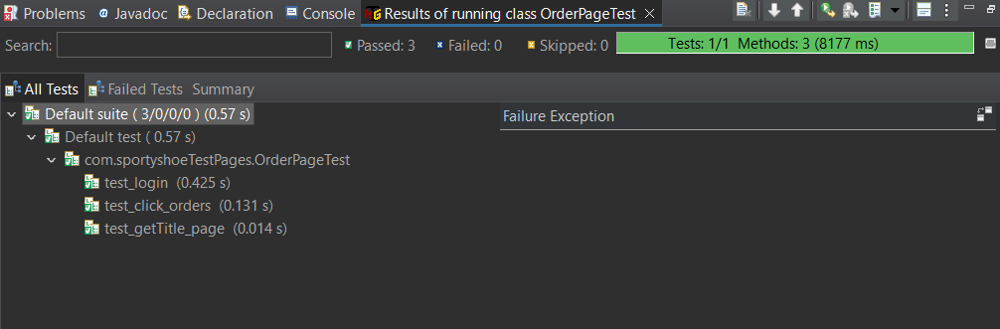 Problems @ Javadoc Declaration Console Results of running class OrderPageTest
Search: Passed: 3 Failed: 0 Skipped: 0 Tests: 1/1 Methods: 3 (8177 ms)
All Tests Failed Tests Summary
Default suite ( 3/0/0/0 ) (0.57 s) Failure Exception
Default test ( 0.57 s)
com.sportyshoeTestPages.OrderPageTest
test_login (0.425 s)
test_click_orders (0.131 s)
test_getTitle_page (0.014 s)